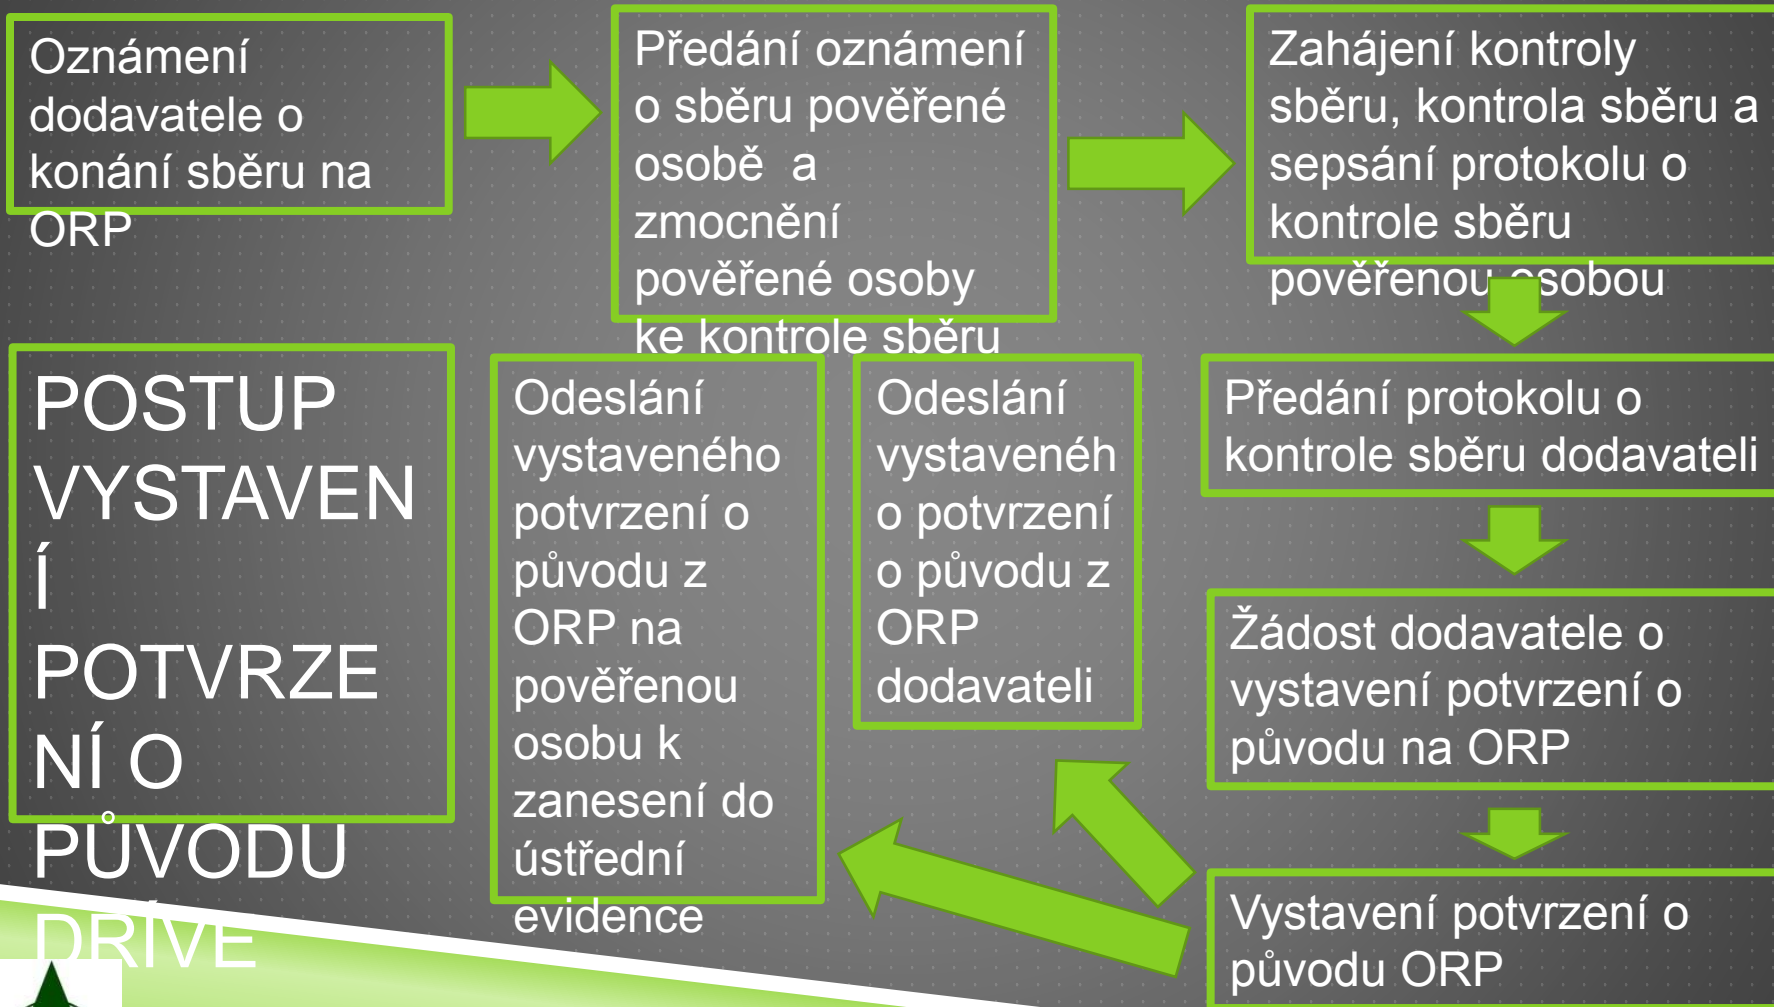 Oznámení
dodavatele o
konání sběru na
ORP
Předání oznámení
o sběru pověřené
osobě a
zmocnění
pověřené osoby
ke kontrole sběru
Zahájení kontroly
sběru, kontrola sběru a
sepsání protokolu o
kontrole sběru
pověřenou osobou
Předání protokolu o
kontrole sběru dodavateli
Žádost dodavatele o
vystavení potvrzení o
původu na ORP
Vystavení potvrzení o
původu ORP
Odeslání
vystavenéh
o potvrzení
o původu z
ORP
dodavateli
Odeslání
vystaveného
potvrzení o
původu z
ORP na
pověřenou
osobu k
zanesení do
ústřední
evidence
POSTUP
VYSTAVEN
Í
POTVRZE
NÍ O
PŮVODU
DŘÍVE